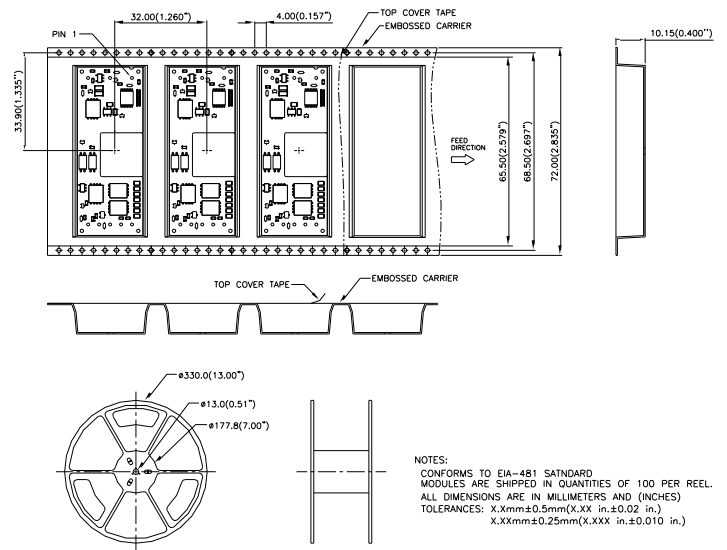 32.00(1.260")
4.00(0.157")
TOP COVER TAPE
EMBOSSED CARRIER
PIN 1
10.15(0.400")
33.90(1.335")
FEED
DIRECTION
65.50(2.579")
68.50(2.697")
72.00(2.835")
TOP COVER TAPE
EMBOSSED CARRIER
ø330.0(13.00")
ø13.0(0.51")
ø177.8(7.00")
NOTES:
CONFORMS TO EIA-481 SATNDARD
MODULES ARE SHIPPED IN QUANTITIES OF 100 PER REEL.
ALL DIMENSIONS ARE IN MILLIMETERS AND (INCHES)
TOLERANCES: X.Xmm±0.5mm(X.XX in.±0.02 in.)
X.XXmm±0.25mm(X.XXX in.±0.010 in.)